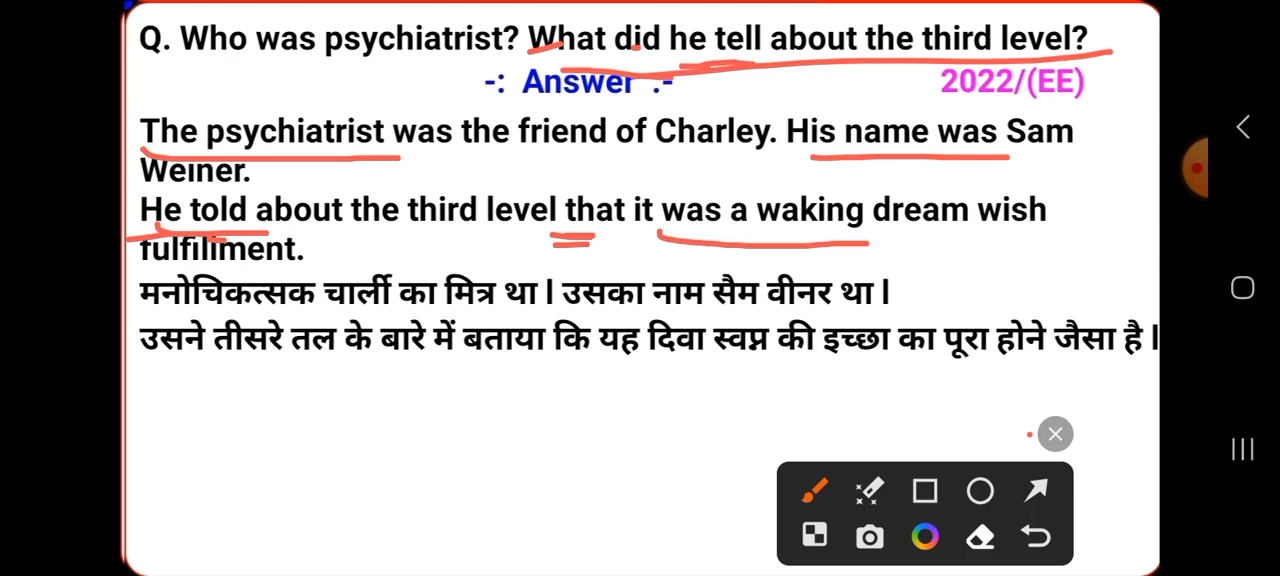 Q. Who was psychiatrist? What did he tell about the third level?
-: Answer :-
2022/(EE)
The psychiatrist was the friend of Charley. His name was Sam
Weiner.
He told about the third level that it was a waking dream wish
fulfillment.
मनोचिकत्सक चार्ली का मित्र था l उसका नाम सैम वीनर था l
उसने तीसरे तल के बारे में बताया कि यह दिवा स्वप्न की इच्छा का पूरा होने जैसा है l